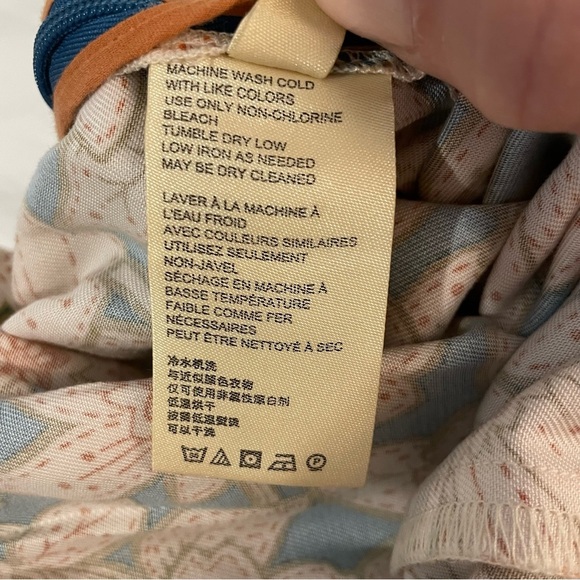 MACHINE WASH COLD
WITH LIKE COLORS
USE ONLY NON-CHLORINE
BLEACH
TUMBLE DRY LOW
LOW IRON AS NEEDED
MAY BE DRY CLEANED
LAVER À LA MACHINE À
L'EAU FROID
AVEC COULEURS SIMILAIRES
UTILISEZ SEULEMENT
NON-JAVEL
SÉCHAGE EN MACHINE À
BASSE TEMPÉRATURE
FAIBLE COMME FER
NÉCESSAIRES
PEUT ÊTRE NETTOYÉ À SEC
冷水机洗
与近似颜色衣物
仅可使用非氯性漂白剂
低温烘干
按需低温熨烫
可以干洗